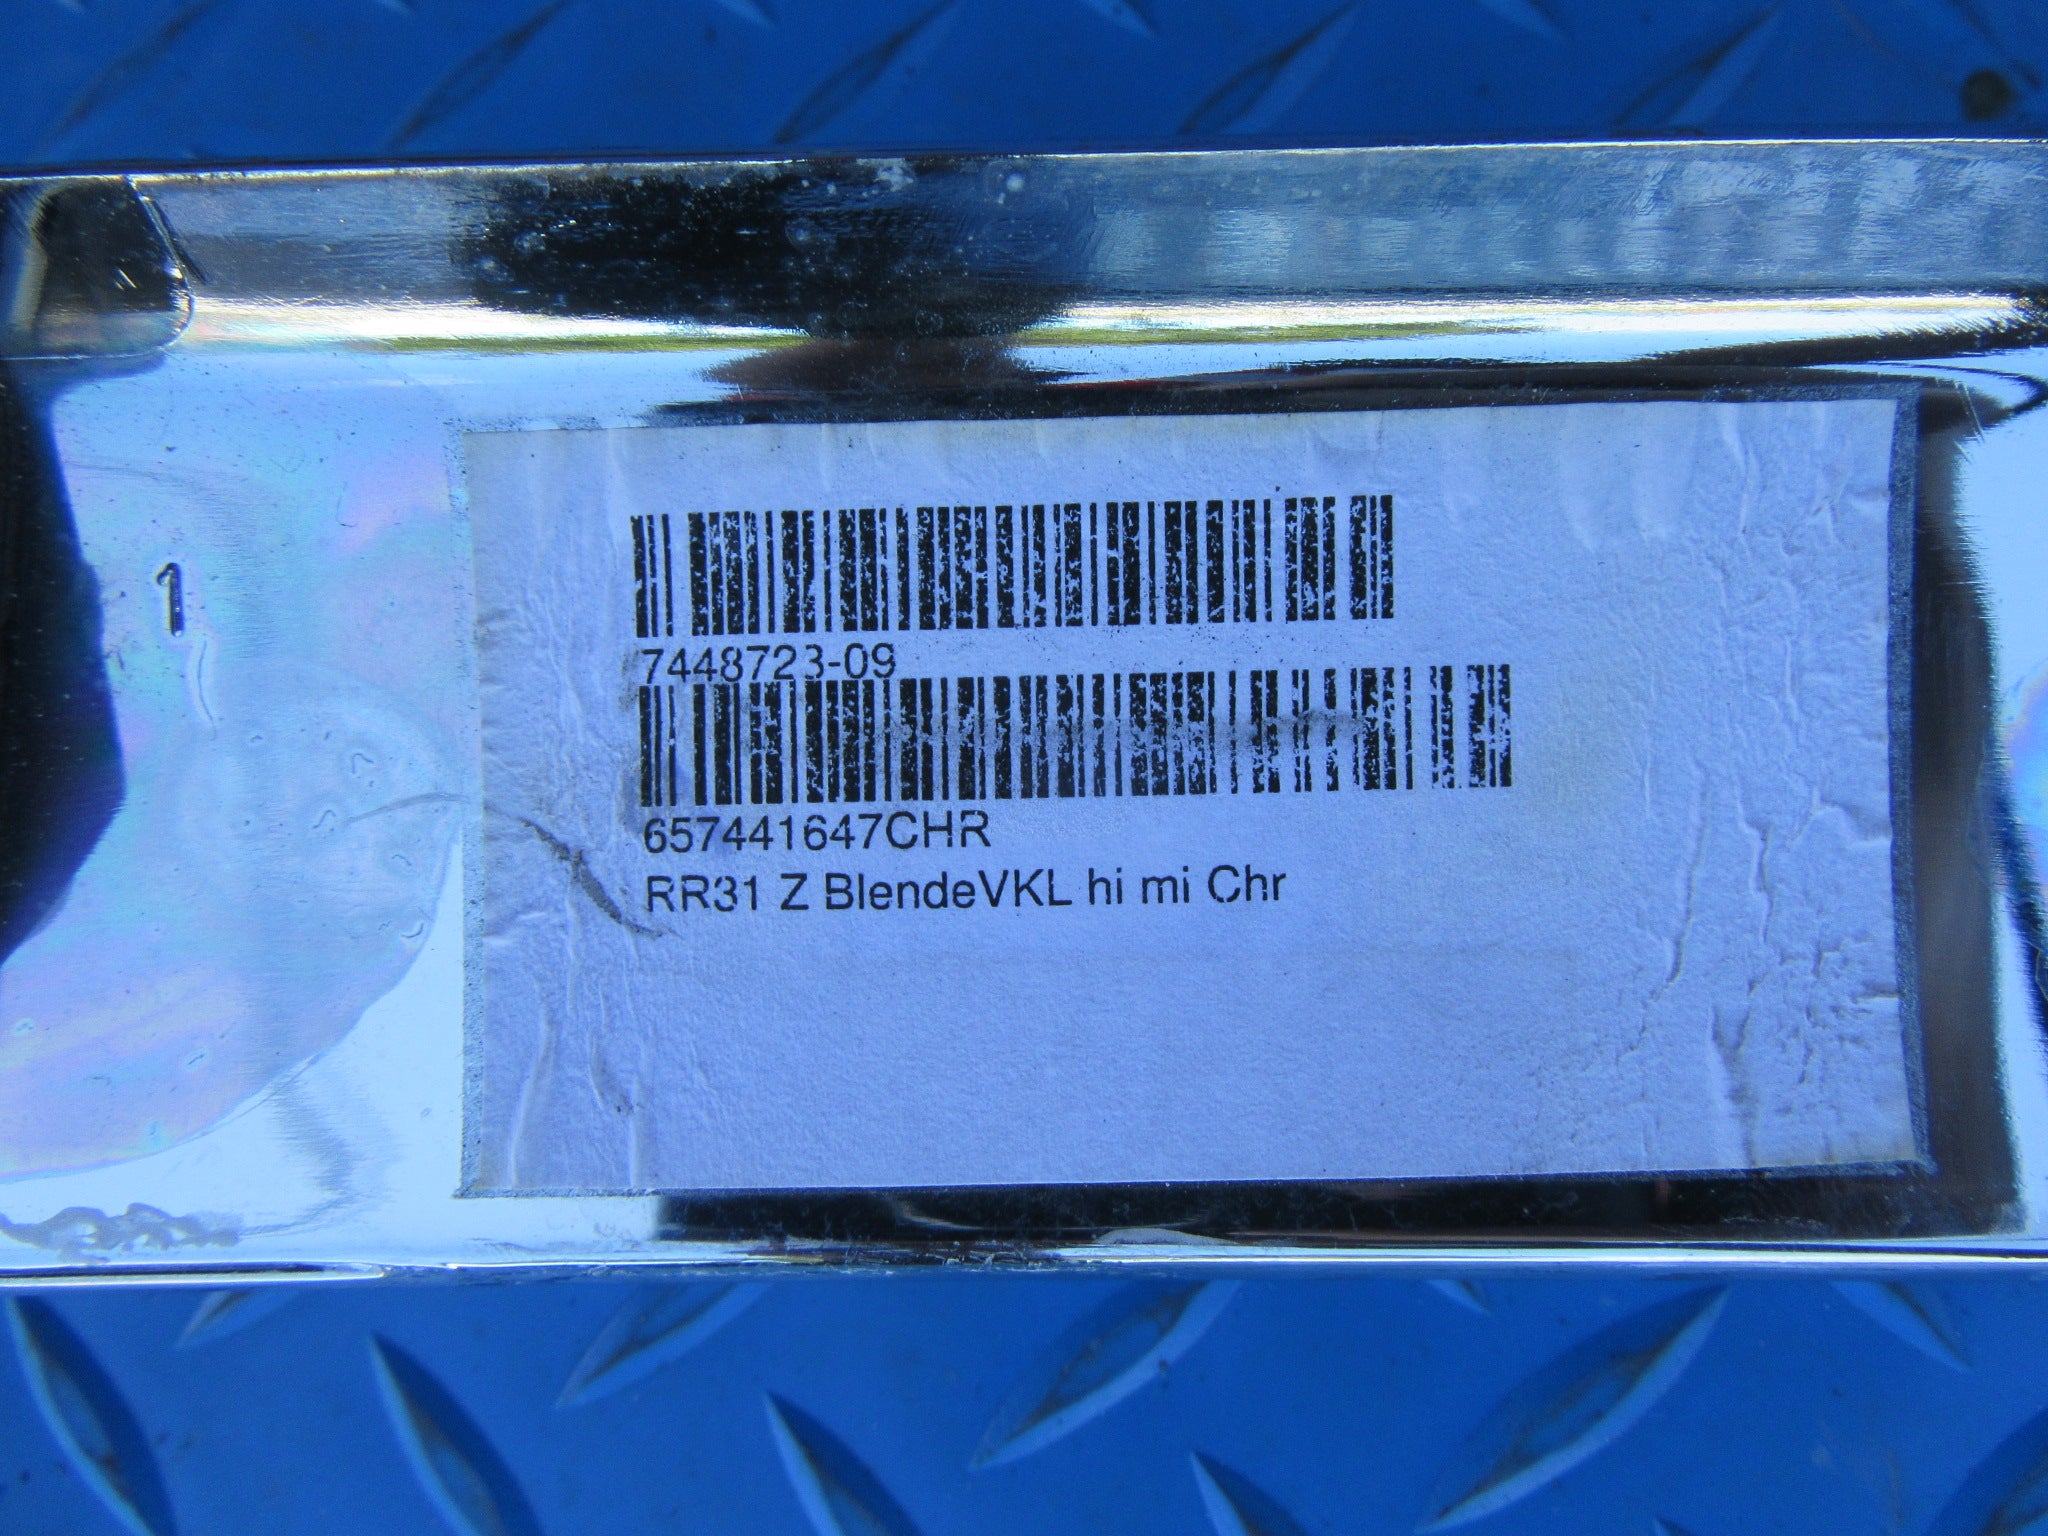 1
7448723-09
657441647CHR
RR31 Z BlendeVKL hi mi Chr